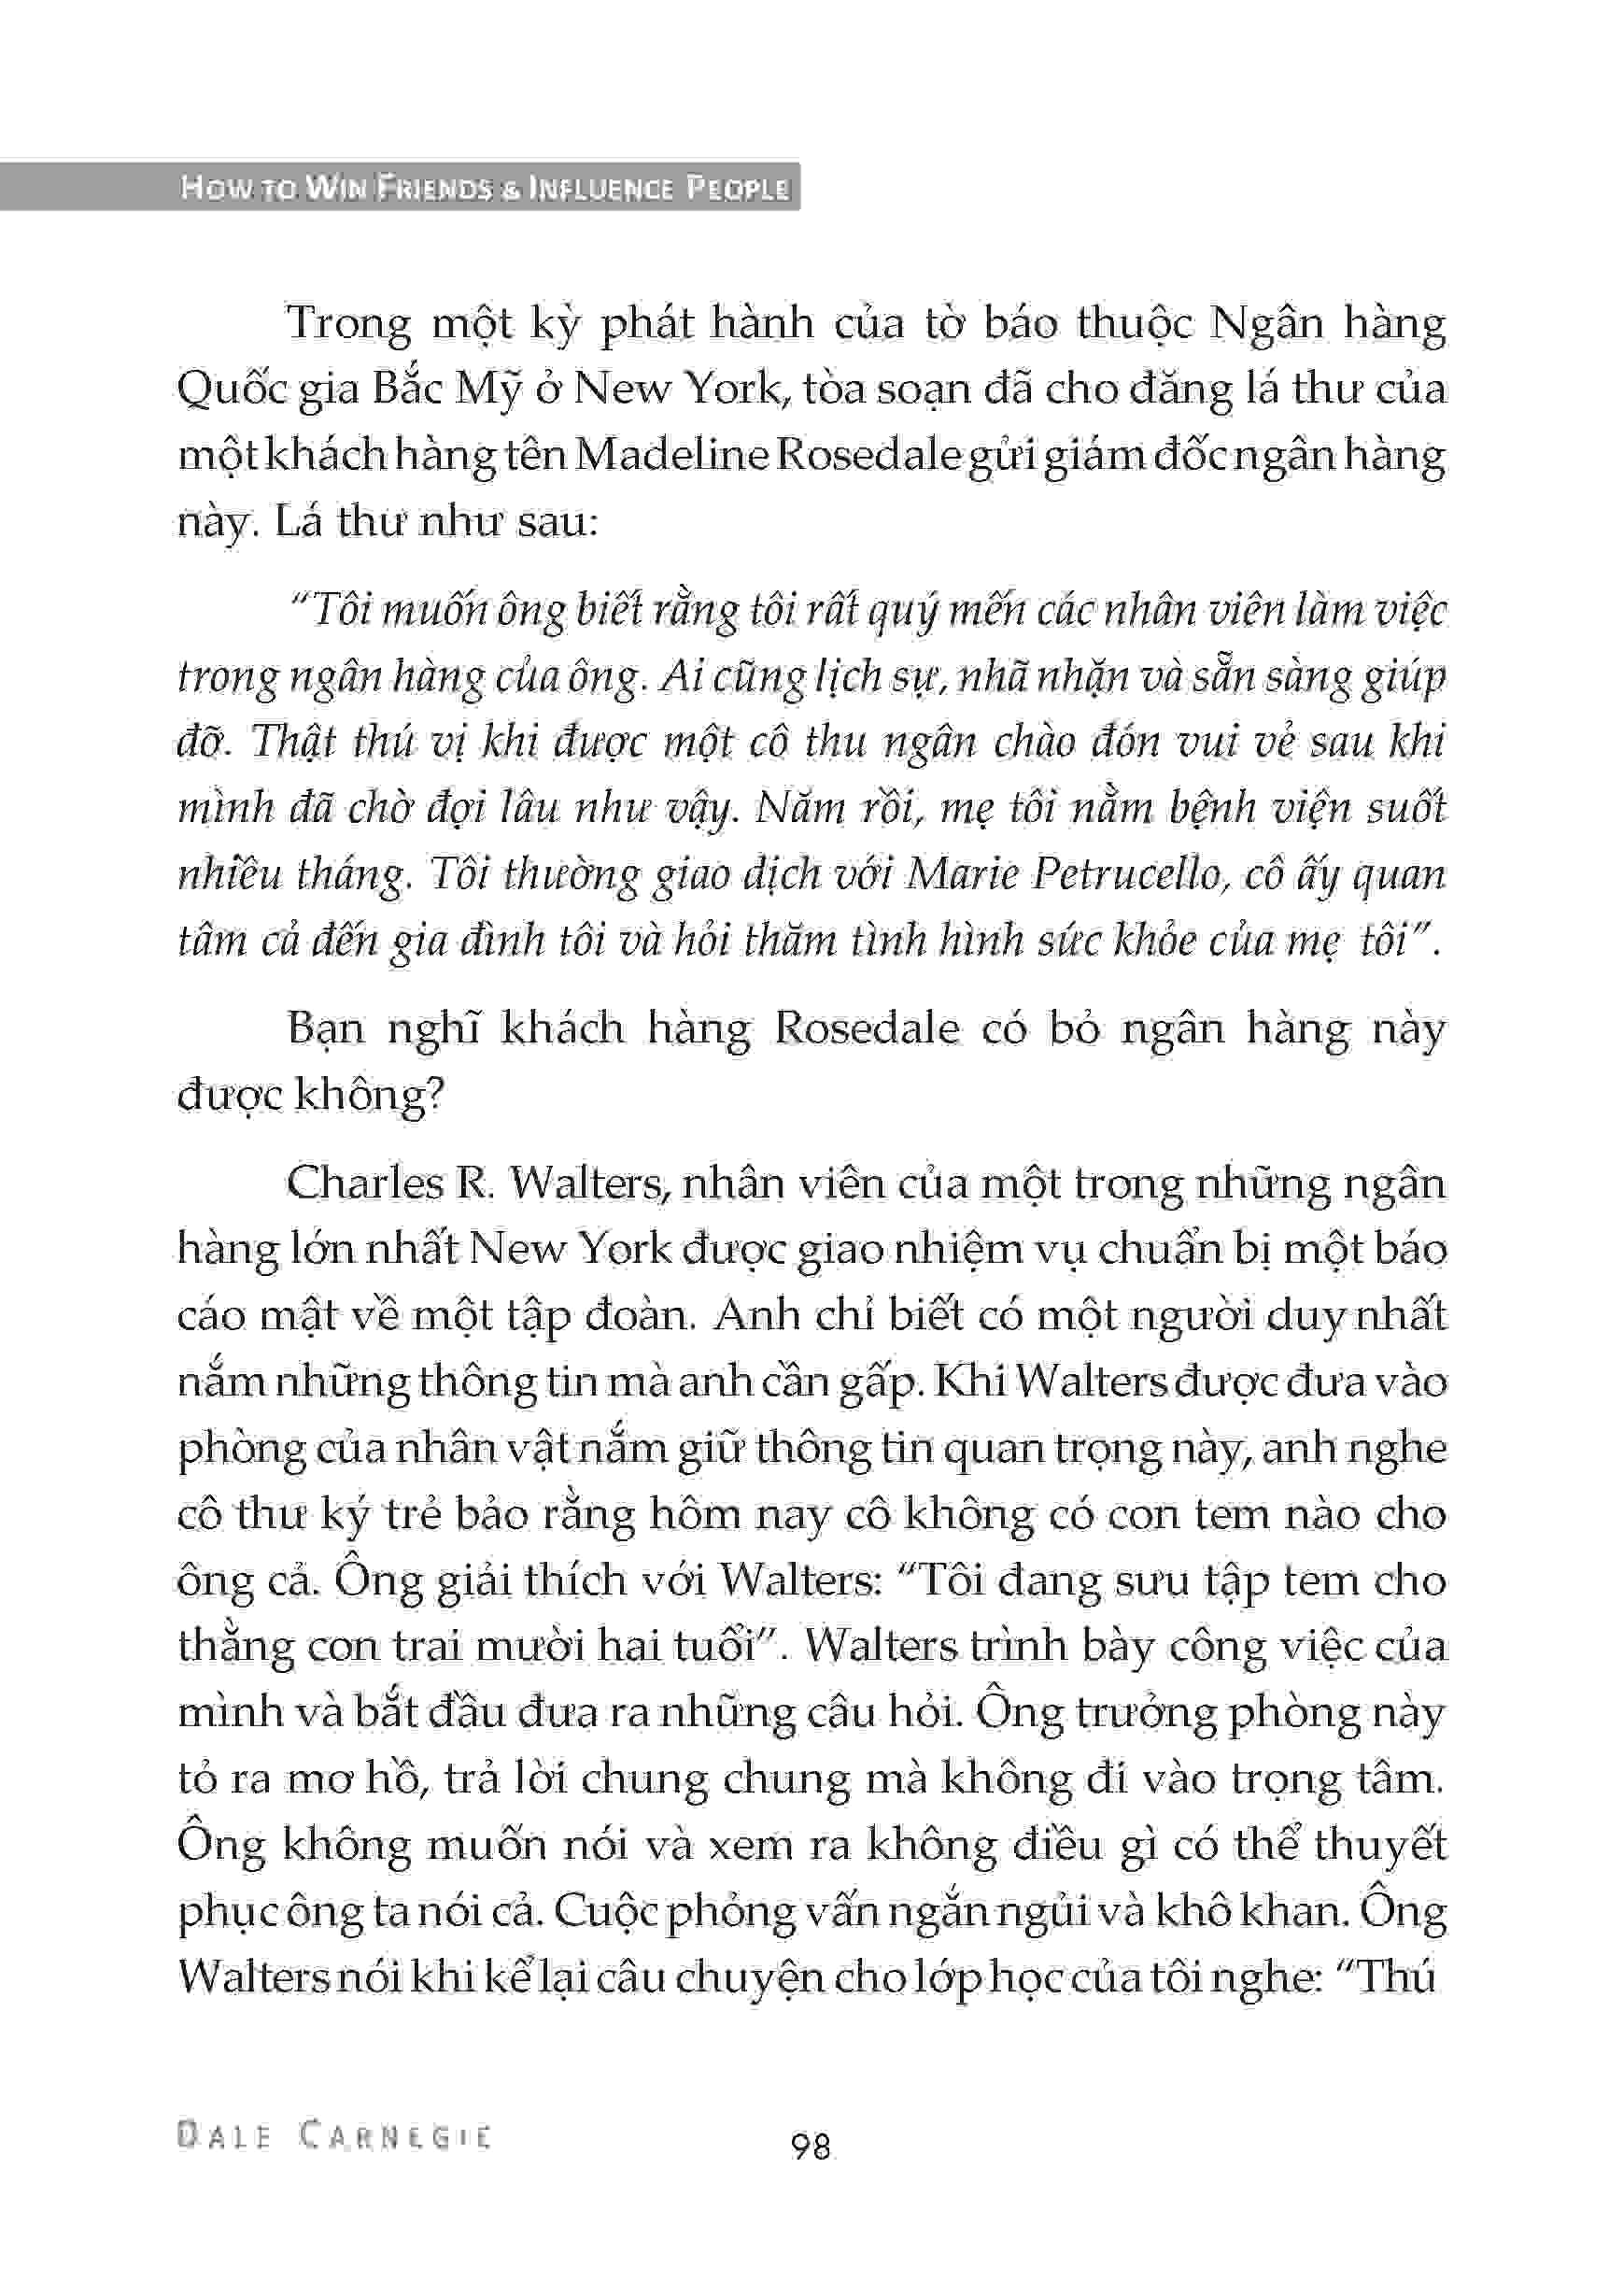 HOW TO WIN FRIENDS & INFLUENCE PEOPLE
Trong một kỳ phát hành của tờ báo thuộc Ngân hàng
Quốc gia Bắc Mỹ ở New York, tòa soạn đã cho đăng lá thư của
một khách hàng tên Madeline Rosedale gửi giám đốc ngân hàng
này. Lá thư như sau:
“Tôi muốn ông biết rằng tôi rất quý mến các nhân viên làm việc
trong ngân hàng của ông. Ai cũng lịch sự, nhã nhặn và sẵn sàng giúp
đỡ. Thật thú vị khi được một cô thu ngân chào đón vui vẻ sau khi
mình đã chờ đợi lâu như vậy. Năm rồi, mẹ tôi nằm bệnh viện suốt
nhiều tháng. Tôi thường giao dịch với Marie Petrucello, cô ấy quan
tâm cả đến gia đình tôi và hỏi thăm tình hình sức khỏe của mẹ tôi”.
Bạn nghĩ khách hàng Rosedale có bỏ ngân hàng này
được không?
Charles R. Walters, nhân viên của một trong những ngân
hàng lớn nhất New York được giao nhiệm vụ chuẩn bị một báo
cáo mật về một tập đoàn. Anh chỉ biết có một người duy nhất
nắm những thông tin mà anh cần gấp. Khi Walters được đưa vào
phòng của nhân vật nắm giữ thông tin quan trọng này, anh nghe
cô thư ký trẻ bảo rằng hôm nay cô không có con tem nào cho
ông cả. Ông giải thích với Walters: “Tôi đang sưu tập tem cho
thằng con trai mười hai tuổi”. Walters trình bày công việc của
mình và bắt đầu đưa ra những câu hỏi. Ông trưởng phòng này
tỏ ra mơ hồ, trả lời chung chung mà không đi vào trọng tâm.
Ông không muốn nói và xem ra không điều gì có thể thuyết
phục ông ta nói cả. Cuộc phỏng vấn ngắn ngủi và khô khan. Ông
Walters nói khi kể lại câu chuyện cho lớp học của tôi nghe: “Thú
DALE CARNEGIE
98